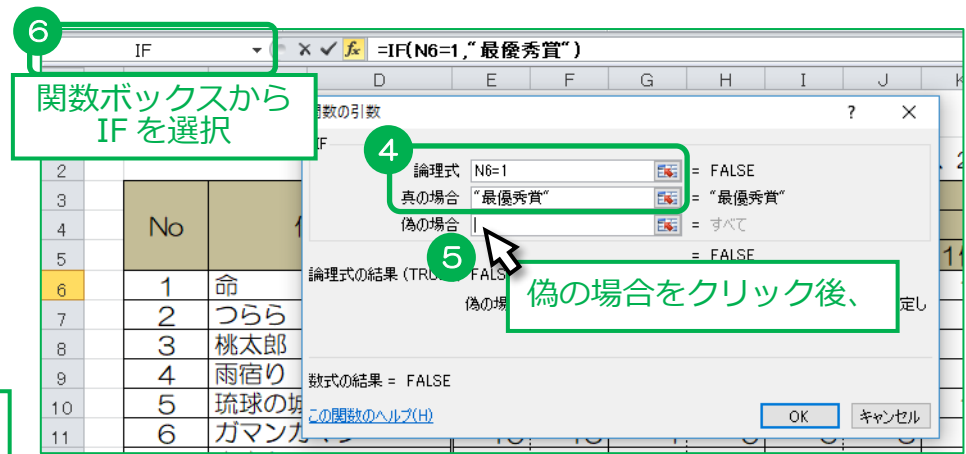 6
IF =IF(N6=1,“最優秀賞“)
D E F G H I J K
関数ボックスから
IF を選択
関数の引数 ? ×
IF
4
論理式 N6=1 = FALSE
真の場合 “最優秀賞“ = “最優秀賞“
偽の場合 = すべて
5
= FALSE
論理式の結果 (TRU FALS
偽の場合をクリック後、
偽の場 定し
数式の結果 = FALSE
この関数のヘルプ(H) OK キャンセル
2 2
3
4 No
5
6 1 命
7 2 つらら
8 3 桃太郎
9 4 雨宿り
10 5 琉球の城
11 6 ガマンガ